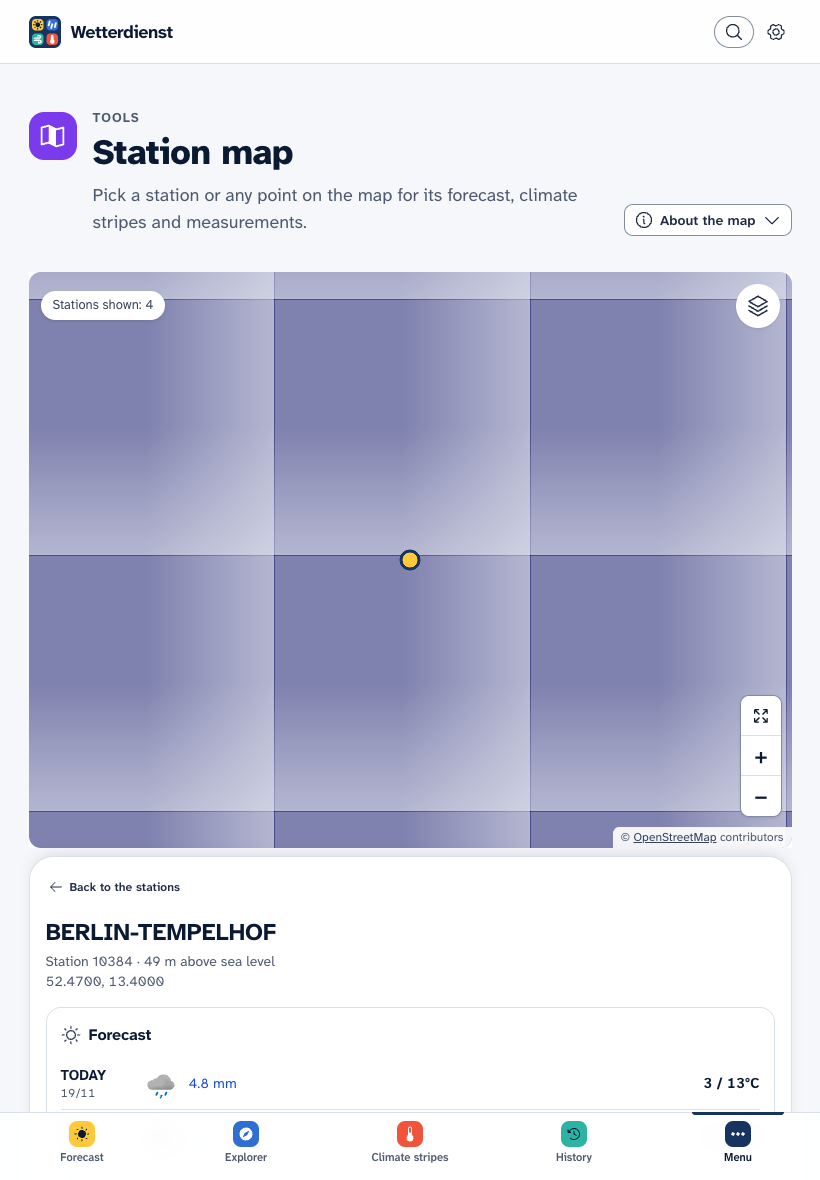 Wetterdienst
TOOLS
Station map
Pick a station or any point on the map for its forecast, climate
stripes and measurements.
About the map
Stations shown: 4
+
−
© OpenStreetMap contributors
Back to the stations
BERLIN-TEMPELHOF
Station 10384 · 49 m above sea level
52.4700, 13.4000
Forecast
TODAY
19/11
4.8 mm
3 / 13°C
Forecast
Explorer
Climate stripes
History
Menu